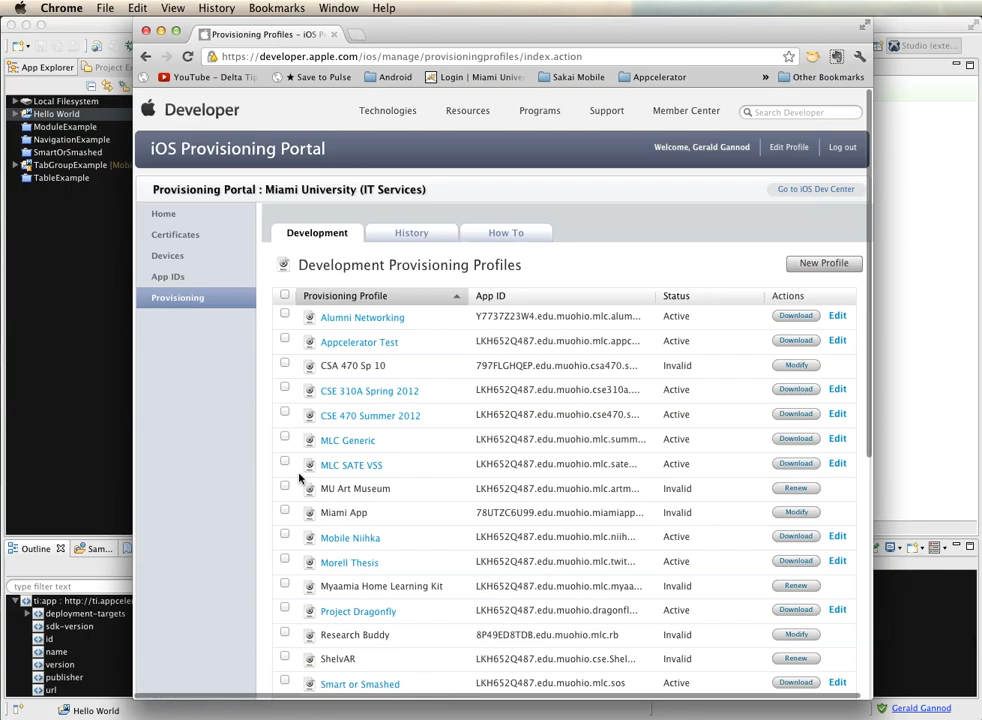 Chrome File Edit View History Bookmarks Window Help
Provisioning Profiles – iOS P
https://developer.apple.com/ios/manage/provisioningprofiles/index.action
Studio (exte...
App Explorer Project E
YouTube - Delta Ti ★ Save to Pulse Android Login | Miami Unive Sakai Mobile Appcelerator » Other Bookmarks
Local Filesystem
Hello World
ModuleExample
NavigationExample
SmartOrSmashed
TabGroupExample [Mobi
TableExample
Developer Technologies Resources Programs Support Member Center Search Developer
iOS Provisioning Portal Welcome, Gerald Gannod Edit Profile Log out
Provisioning Portal : Miami University (IT Services) Go to iOS Dev Center
Home
Certificates
Devices
App IDs
Provisioning
Development History How To
Development Provisioning Profiles New Profile
Provisioning Profile App ID Status Actions
Alumni Networking Y7737Z23W4.edu.muohio.mlc.alum... Active Download Edit
Appcelerator Test LKH652Q487.edu.muohio.mlc.appc... Active Download Edit
CSA 470 Sp 10 797FLGHQEP.edu.muohio.csa470.s... Invalid Modify
CSE 310A Spring 2012 LKH652Q487.edu.muohio.cse310a.... Active Download Edit
CSE 470 Summer 2012 LKH652Q487.edu.muohio.cse470.s... Active Download Edit
MLC Generic LKH652Q487.edu.muohio.mlc.summ... Active Download Edit
MLC SATE VSS LKH652Q487.edu.muohio.mlc.sate... Active Download Edit
MU Art Museum LKH652Q487.edu.muohio.mlc.artm... Invalid Renew
Miami App 78UTZC6U99.edu.muohio.miamiapp... Invalid Modify
Mobile Niihka LKH652Q487.edu.muohio.mlc.niih... Active Download Edit
Morell Thesis LKH652Q487.edu.muohio.mlc.twit... Active Download Edit
Myaamia Home Learning Kit LKH652Q487.edu.muohio.mlc.myaa... Invalid Renew
Project Dragonfly LKH652Q487.edu.muohio.dragonfl... Active Download Edit
Research Buddy 8P49ED8TDB.edu.muohio.mlc.rb Invalid Modify
ShelvAR LKH652Q487.edu.muohio.cse.Shel... Invalid Renew
Smart or Smashed LKH652Q487.edu.muohio.mlc.sos Active Download Edit
Outline Sam...
type filter text
ti:app : http://ti.appceler
deployment-targets
sdk-version
id
name
version
publisher
url
Hello World
Gerald Gannod